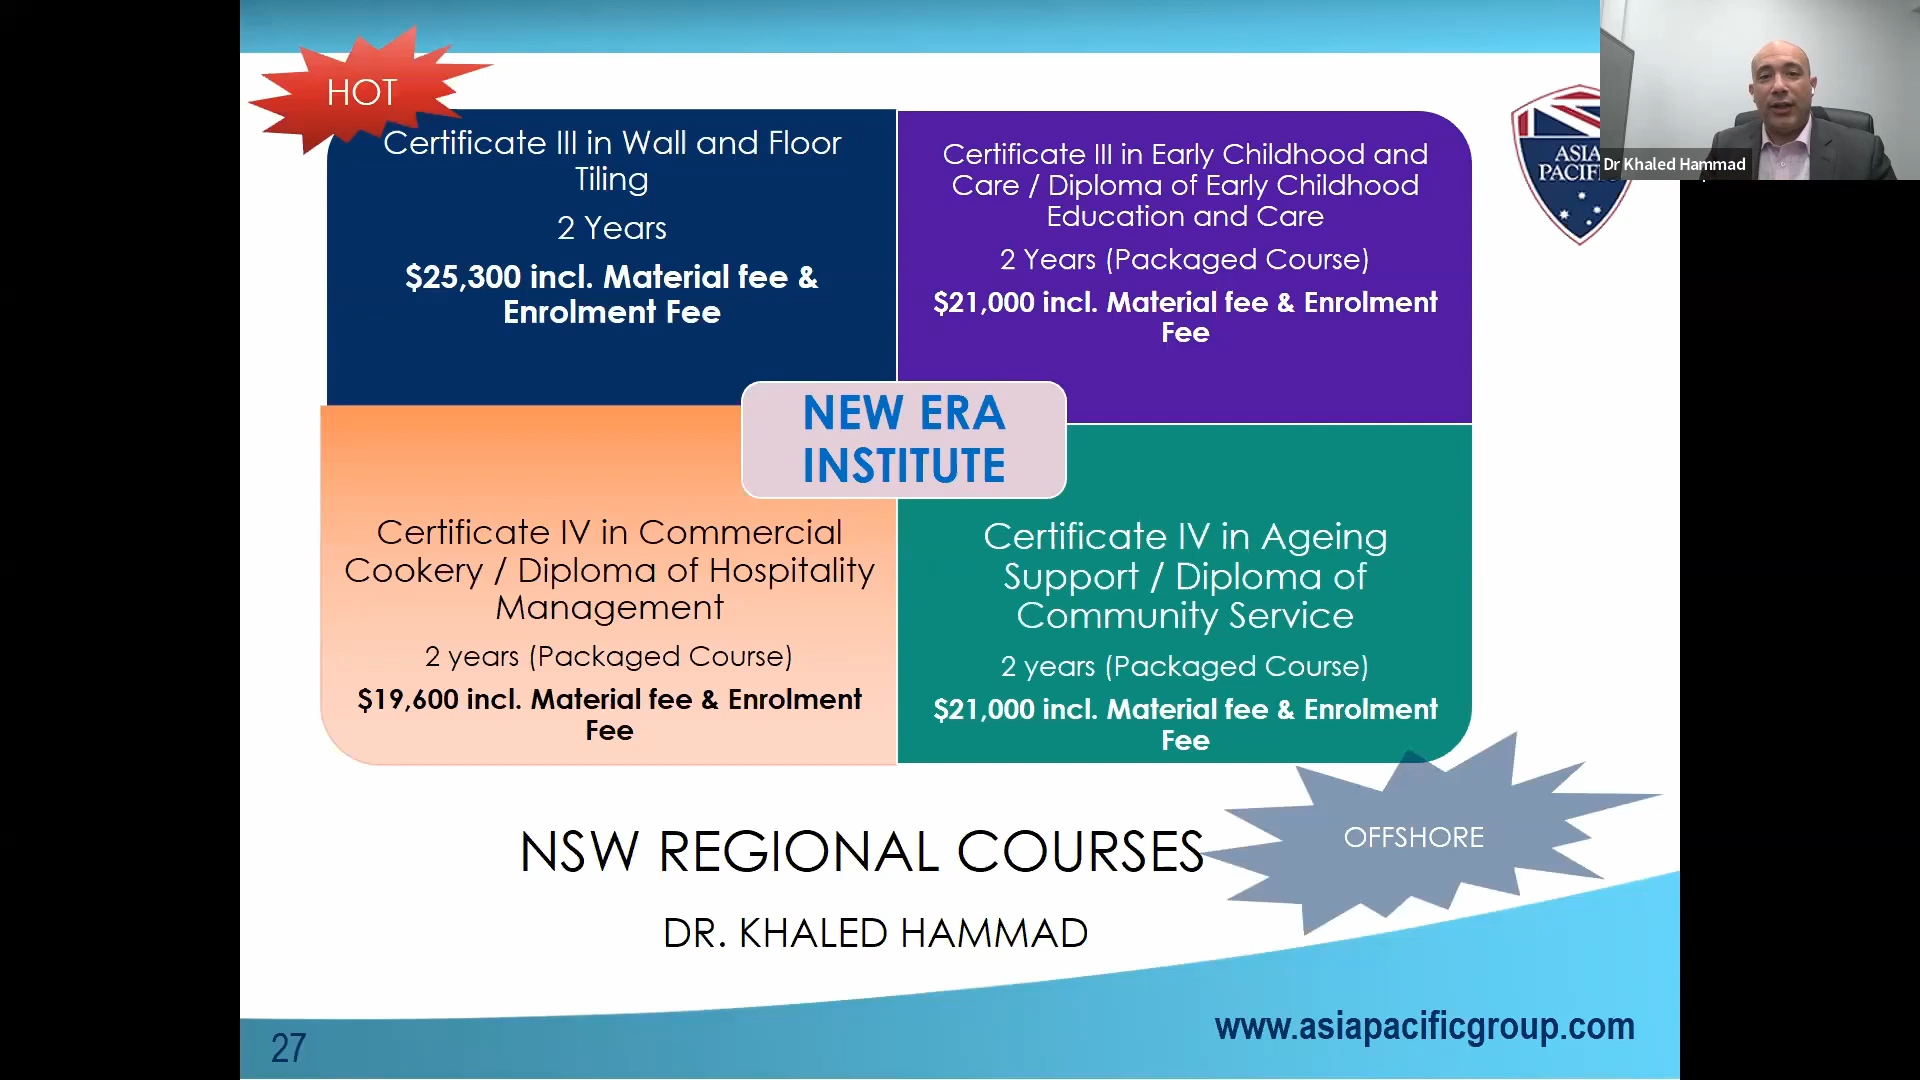 HOT
Certificate III in Wall and Floor
Tiling
2 Years
$25,300 incl. Material fee &
Enrolment Fee
Certificate III in Early Childhood and
Care / Diploma of Early Childhood
Education and Care
2 Years (Packaged Course)
$21,000 incl. Material fee & Enrolment
Fee
ASIA
PACIFI
Dr Khaled Hammad
NEW ERA
INSTITUTE
Certificate IV in Commercial
Cookery / Diploma of Hospitality
Management
2 years (Packaged Course)
$19,600 incl. Material fee & Enrolment
Fee
Certificate IV in Ageing
Support / Diploma of
Community Service
2 years (Packaged Course)
$21,000 incl. Material fee & Enrolment
Fee
NSW REGIONAL COURSES
OFFSHORE
DR. KHALED HAMMAD
27
www.asiapacificgroup.com